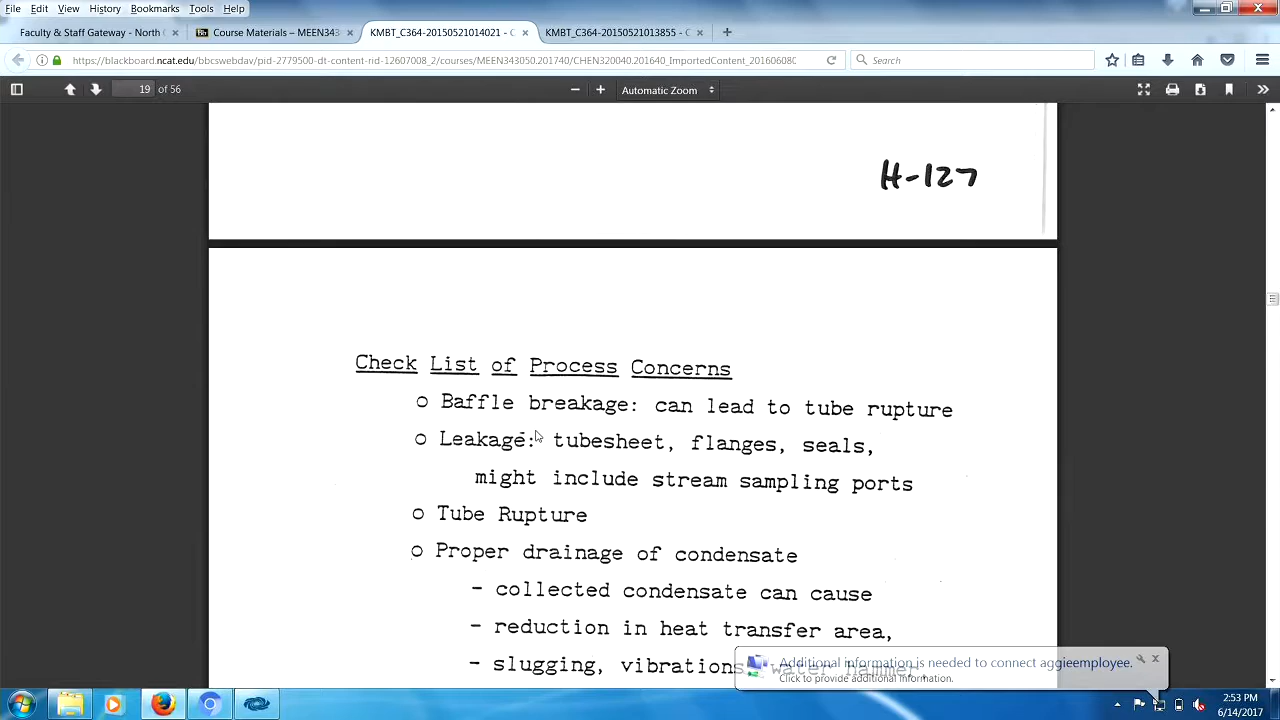 File Edit View History Bookmarks Tools Help
Faculty & Staff Gateway - North C
Course Materials – MEEN343
KMBT_C364-20150521014021 - C
KMBT_C364-20150521013855 - C
https://blackboard.ncat.edu/bbcswebdav/pid-2779500-dt-content-rid-12607008_2/courses/MEEN343050.201740/CHEN320040.201640_ImportedContent_201606080
Search
19 of 56
Automatic Zoom
H-127
Check List of Process Concerns
o Baffle breakage: can lead to tube rupture
o Leakage: tubesheet, flanges, seals,
might include stream sampling ports
o Tube Rupture
o Proper drainage of condensate
- collected condensate can cause
- reduction in heat transfer area,
- slugging, vibrations, water hammer.
Additional information is needed to connect aggieemployee.
Click to provide additional information.
2:53 PM
6/14/2017